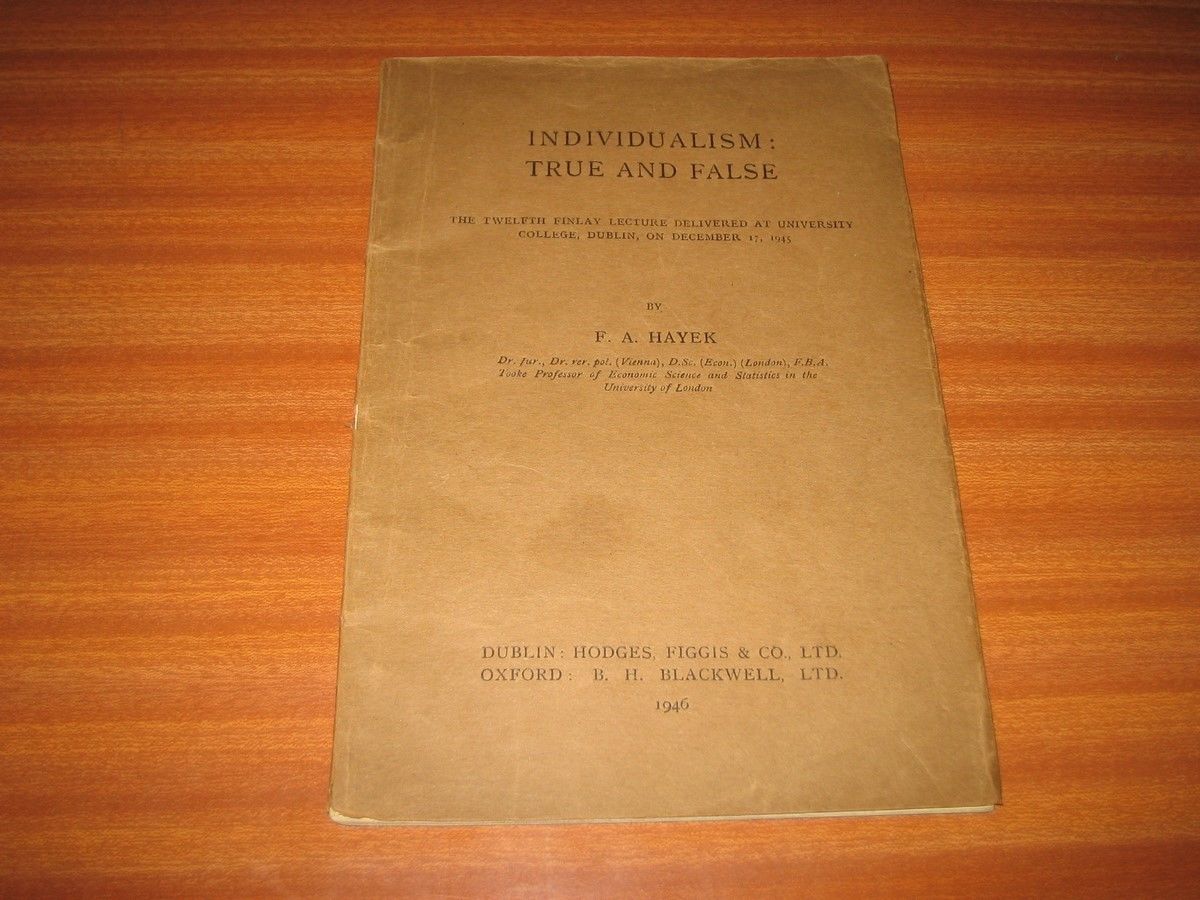 INDIVIDUALISM:
TRUE AND FALSE
THE TWELFTH FINLAY LECTURE DELIVERED AT UNIVERSITY
COLLEGE, DUBLIN, ON DECEMBER 17, 1945
BY
F. A. HAYEK
Dr. Jur., Dr. rer. pol. (Vienna), D.Sc. (Econ.) (London), F.B.A.
Tooke Professor of Economic Science and Statistics in the
University of London
DUBLIN: HODGES, FIGGIS & CO., LTD.
OXFORD: B. H. BLACKWELL, LTD.
1946